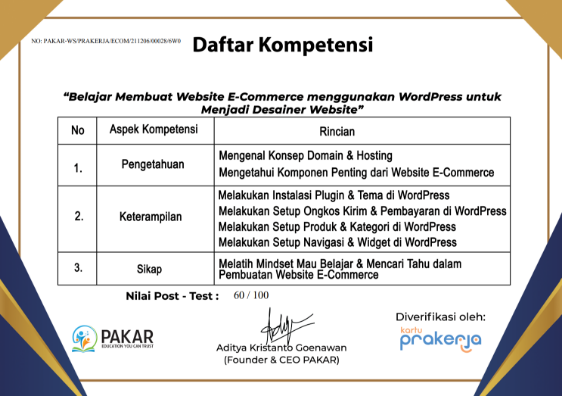 NO: PAKAR-WS/PRAKERJA/ECOM/211206/00028/6W0
Daftar Kompetensi
“Belajar Membuat Website E-Commerce menggunakan WordPress untuk
Menjadi Desainer Website”
No Aspek Kompetensi Rincian
1. Pengetahuan
Mengenal Konsep Domain & Hosting
Mengetahui Komponen Penting dari Website E-Commerce
2. Keterampilan
Melakukan Instalasi Plugin & Tema di WordPress
Melakukan Setup Ongkos Kirim & Pembayaran di WordPress
Melakukan Setup Produk & Kategori di WordPress
Melakukan Setup Navigasi & Widget di WordPress
3. Sikap
Melatih Mindset Mau Belajar & Mencari Tahu dalam
Pembuatan Website E-Commerce
Nilai Post - Test : 60 / 100
PAKAR
EDUCATION YOU CAN TRUST
Aditya Kristanto Goenawan
(Founder & CEO PAKAR)
Diverifikasi oleh:
kartu
prakerja